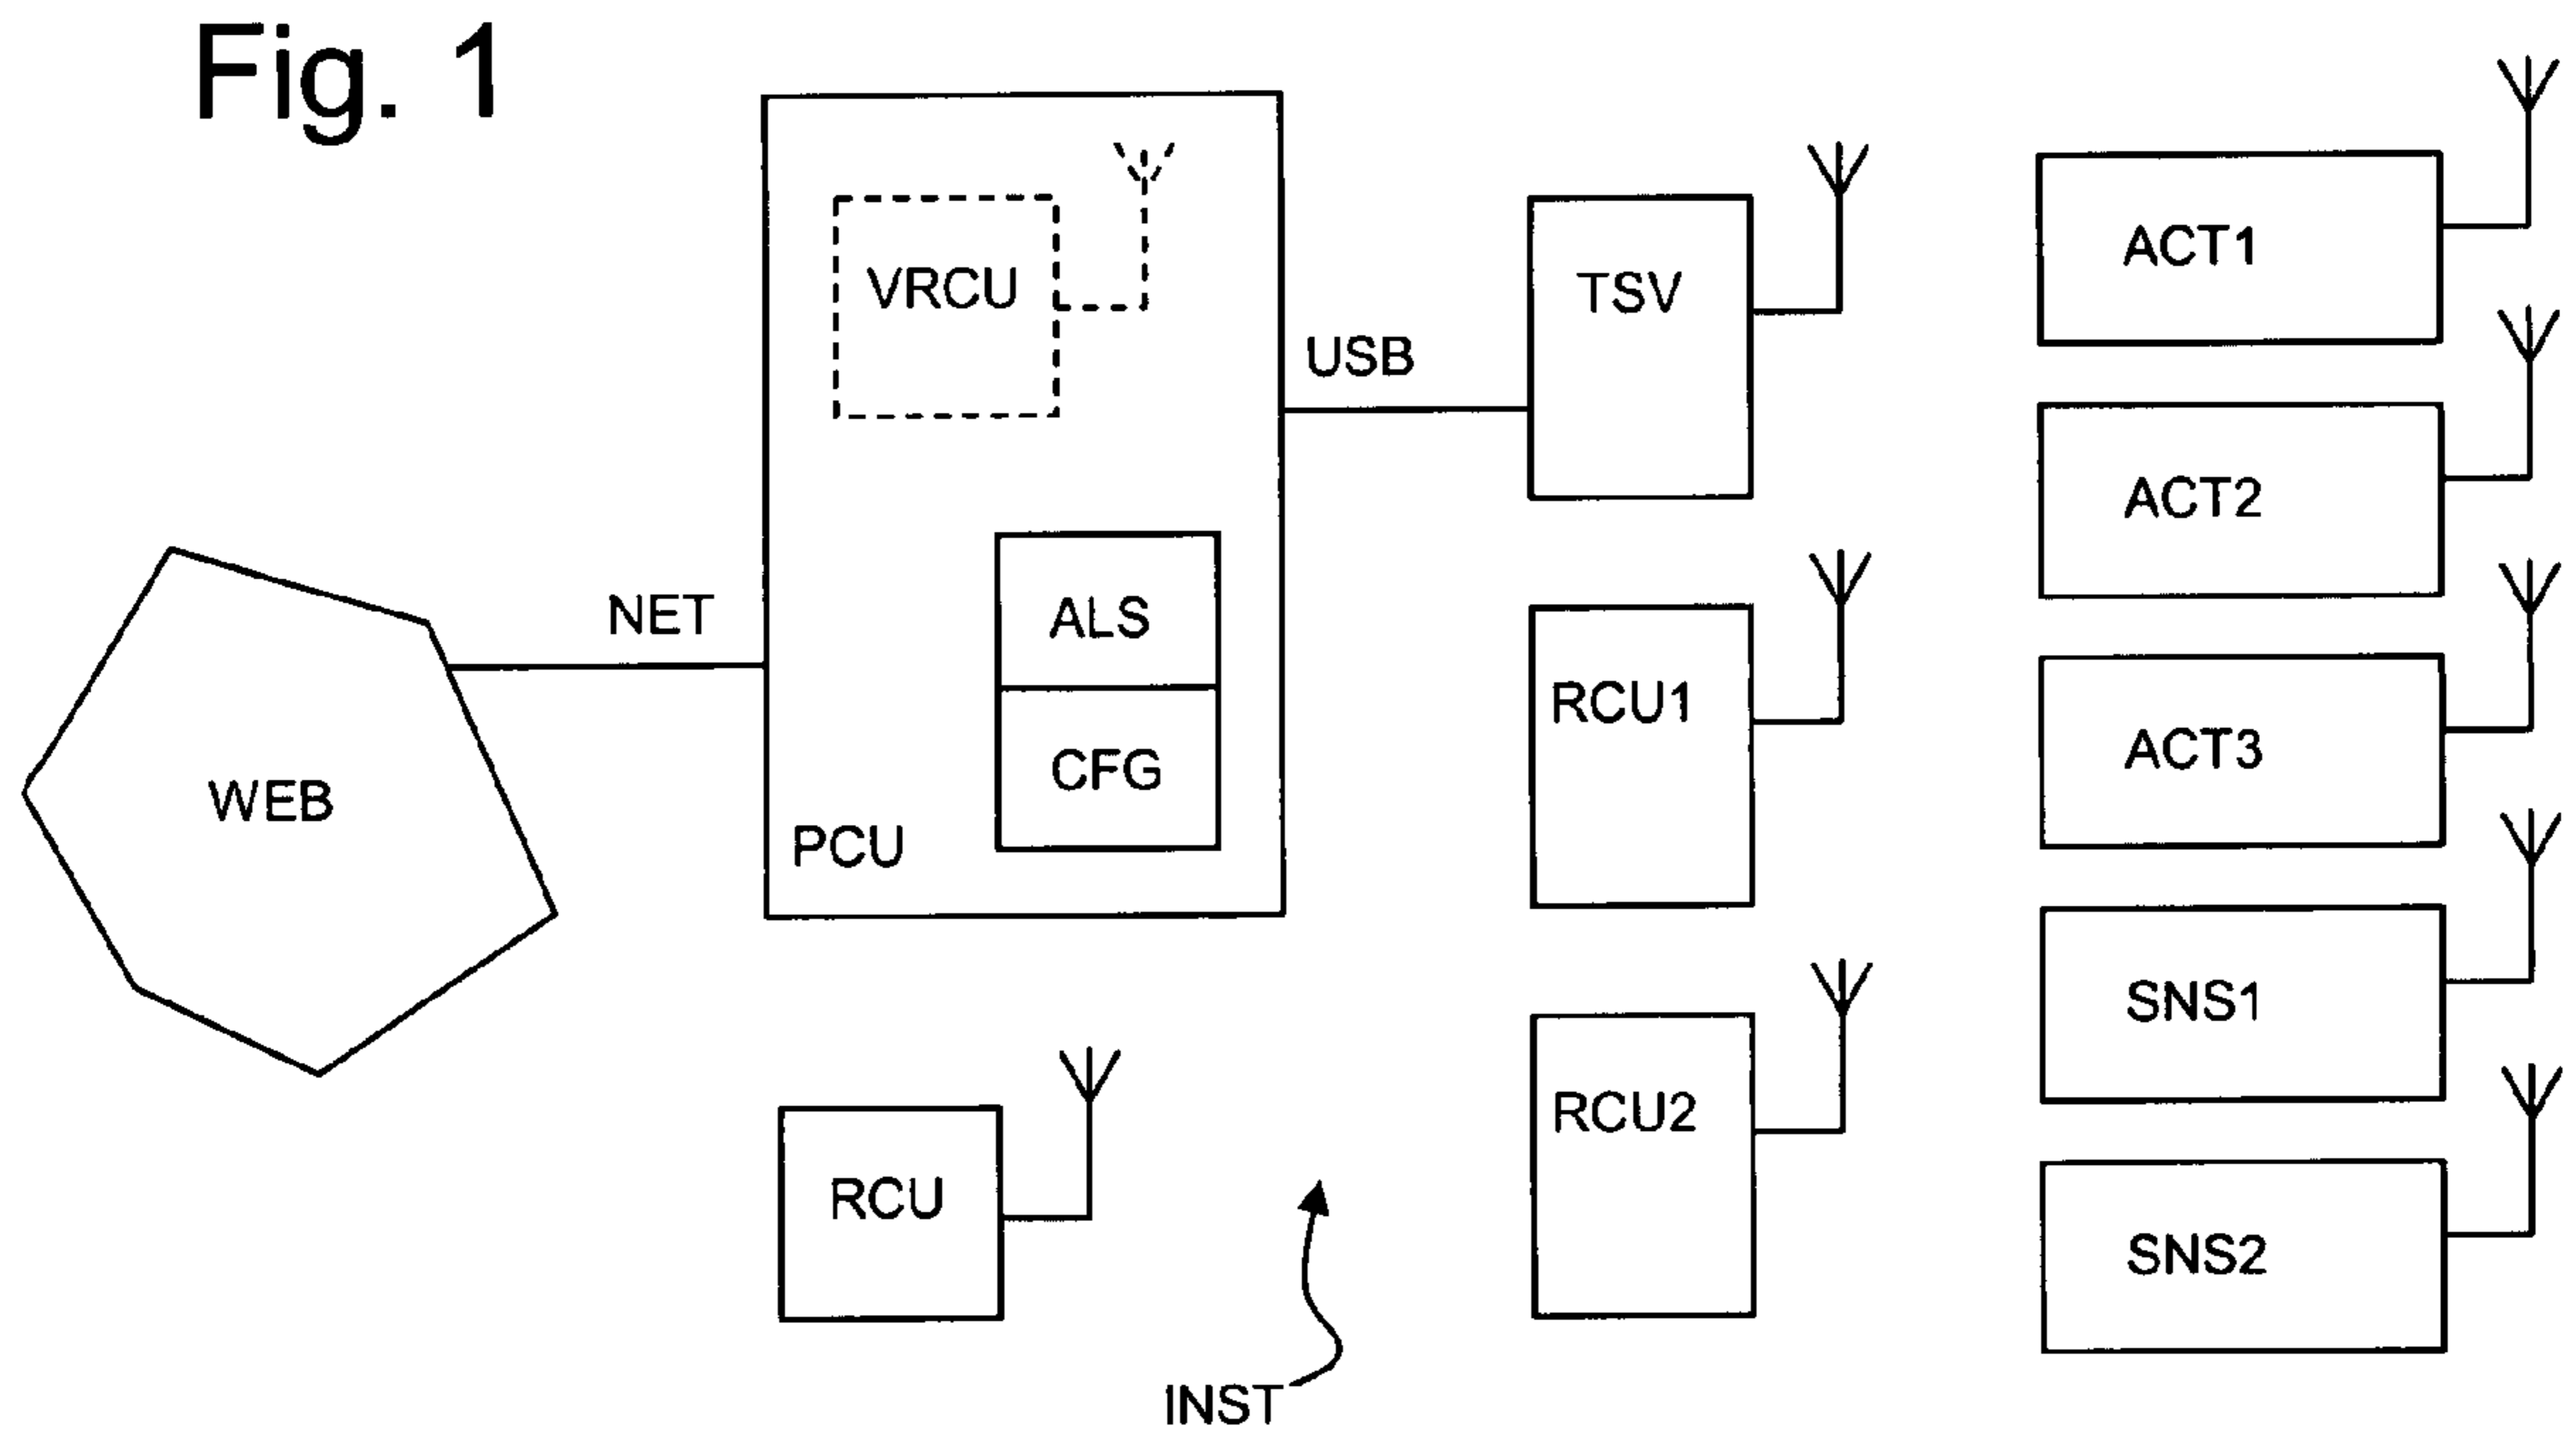 Fig. 1
VRCU
TSV
ACT1
USB
ACT2
NET
ALS
RCU1
ACT3
CFG
WEB
PCU
SNS1
RCU2
RCU
SNS2
INST